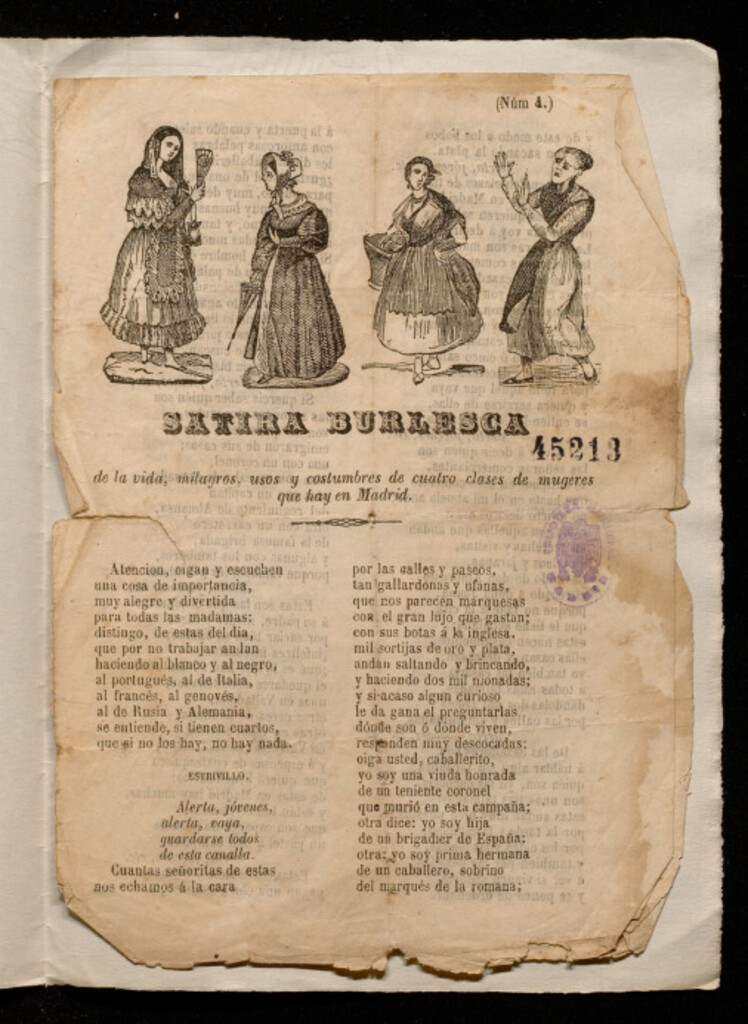 (Núm 4.)
SATIRA BURLESCA
45213
de la vida, milagros, usos y costumbres de cuatro clases de mugeres
que hay en Madrid.
Atencion, oigan y escuchen
una cosa de importancia,
muy alegre y divertida
para todas las madamas;
distingo, de estas del dia,
que por no trabajar andan
haciendo al blanco y al negro,
al portugués, al de Italia,
al francés, al genovés,
al de Rusia y Alemania,
se entiende, si tienen cuartos,
que si no los hay, no hay nada.
ESTRIVILLO.
Alerta, jóvenes,
alerta, vaya,
guardarse todos
de esta canalla.
Cuantas señoritas de estas
nos echamos á la cara
por las calles y paseos,
tan gallardonas y ufanas,
que nos parecen marquesas
con el gran lujo que gastan;
con sus botas á la inglesa,
mil sortijas de oro y plata,
andan saltando y brincando,
y haciendo dos mil monadas;
y si acaso algun curioso
le da gana el preguntarlas
dónde son ó dónde viven,
responden muy descocadas:
oiga usted, caballerito,
yo soy una viuda honrada
de un teniente coronel
que murió en esta campaña;
otra dice: yo soy hija
de un brigadier de España;
otra: yo soy prima hermana
de un caballero, sobrino
del marqués de la romana;